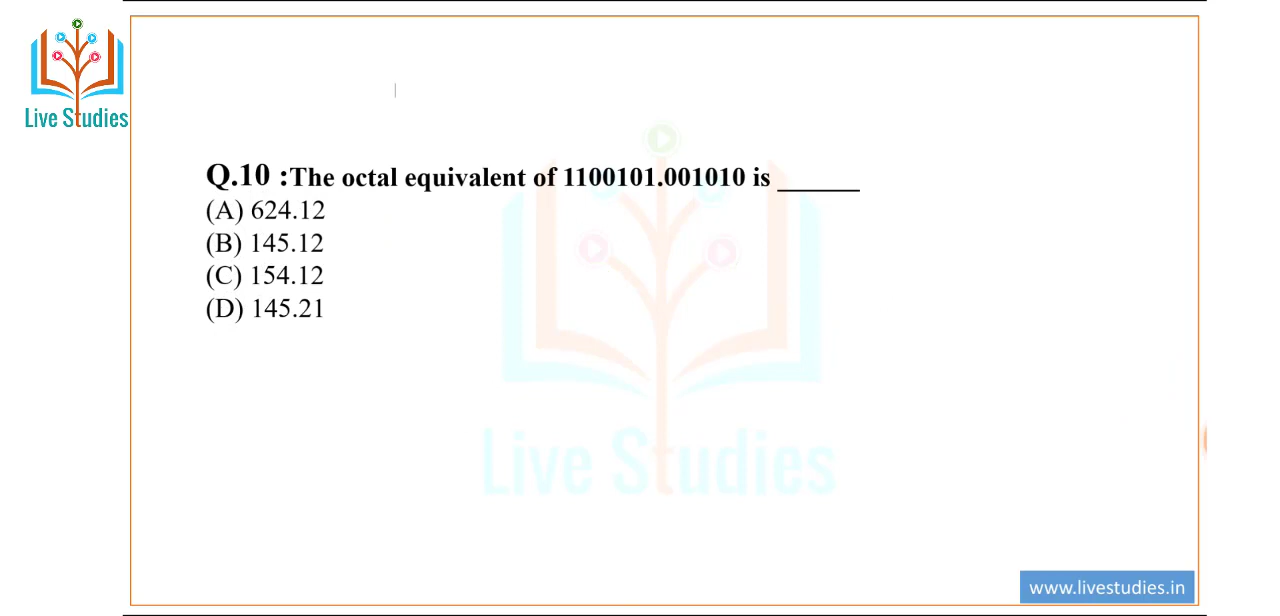 Live Studies
Q.10 :The octal equivalent of 1100101.001010 is ______
(A) 624.12
(B) 145.12
(C) 154.12
(D) 145.21
Live Studies
www.livestudies.in